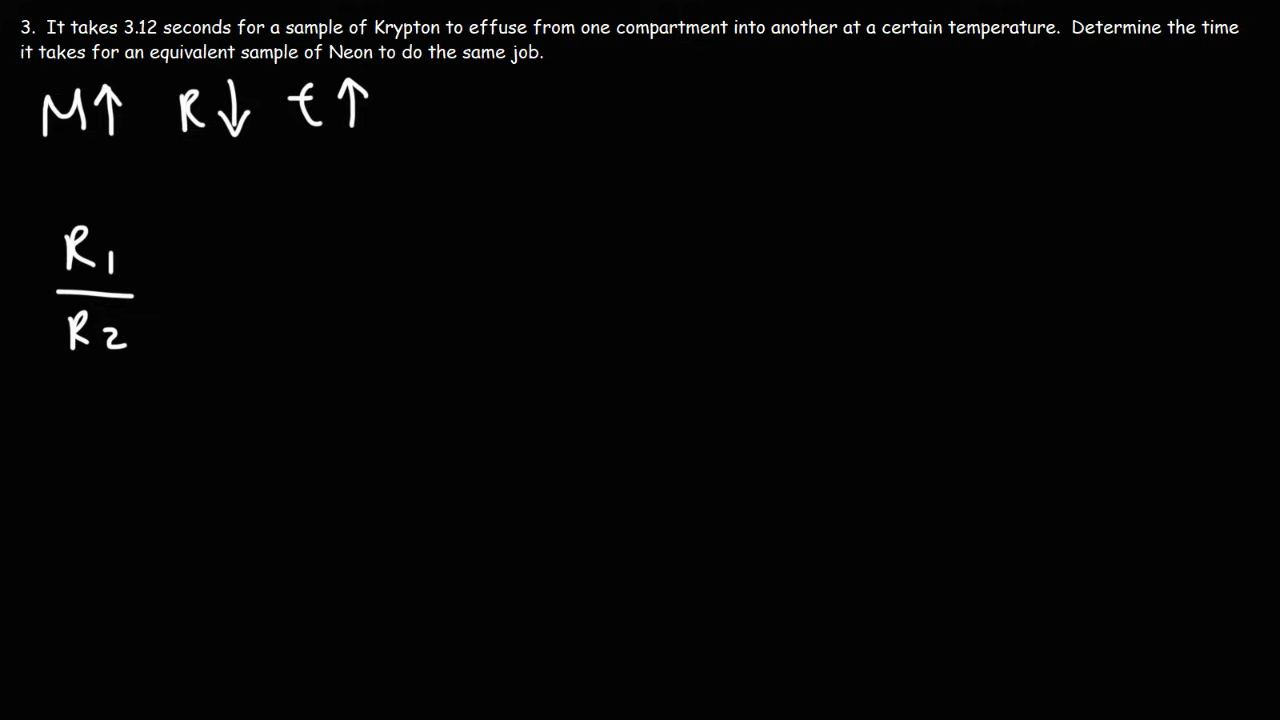 3. It takes 3.12 seconds for a sample of Krypton to effuse from one compartment into another at a certain temperature. Determine the time
it takes for an equivalent sample of Neon to do the same job.
M↑ R↓ t↑
R1
R2